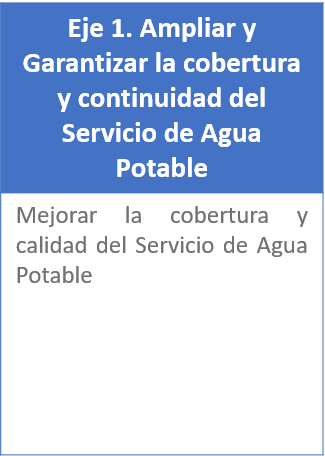 Eje 1. Ampliar y
Garantizar la cobertura
y continuidad del
Servicio de Agua
Potable
Mejorar la cobertura y
calidad del Servicio de Agua
Potable